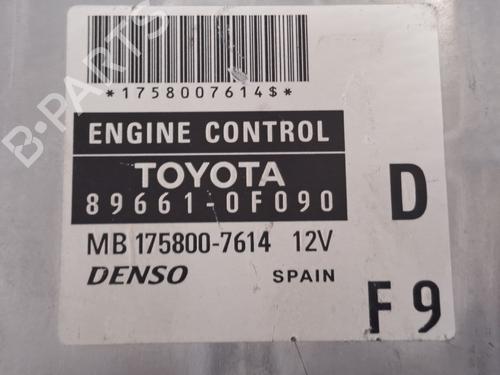 B-PARTS
*1758007614$*
ENGINE CONTROL
TOYOTA
89661-0F090
D
MB 175800-7614 12V
DENSO SPAIN
F9